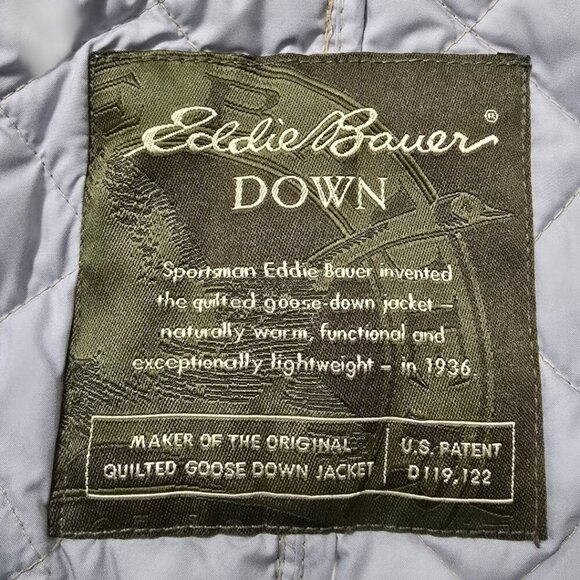 Eddie Bauer®
DOWN
Sportsman Eddie Bauer invented
the quilted goose-down jacket –
naturally warm, functional and
exceptionally lightweight – in 1936.
MAKER OF THE ORIGINAL
QUILTED GOOSE DOWN JACKET
U.S. PATENT
D119,122